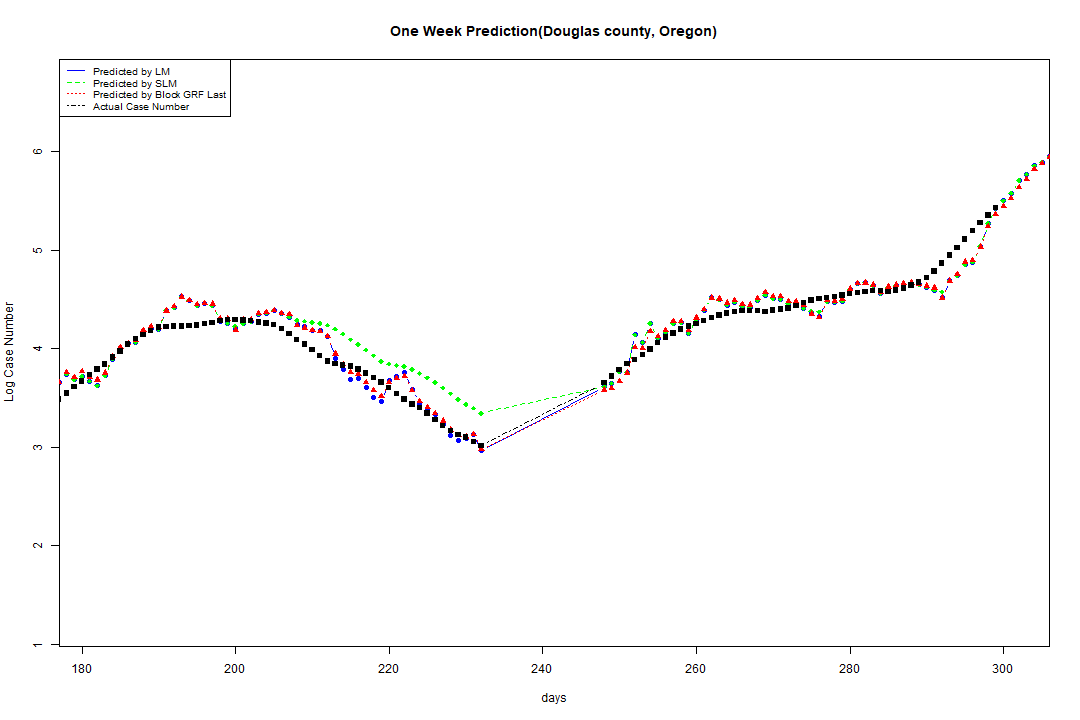 One Week Prediction(Douglas county, Oregon)
Predicted by LM
Predicted by SLM
Predicted by Block GRF Last
Actual Case Number
6
5
4
3
2
1
Log Case Number
180 200 220 240 260 280 300
days